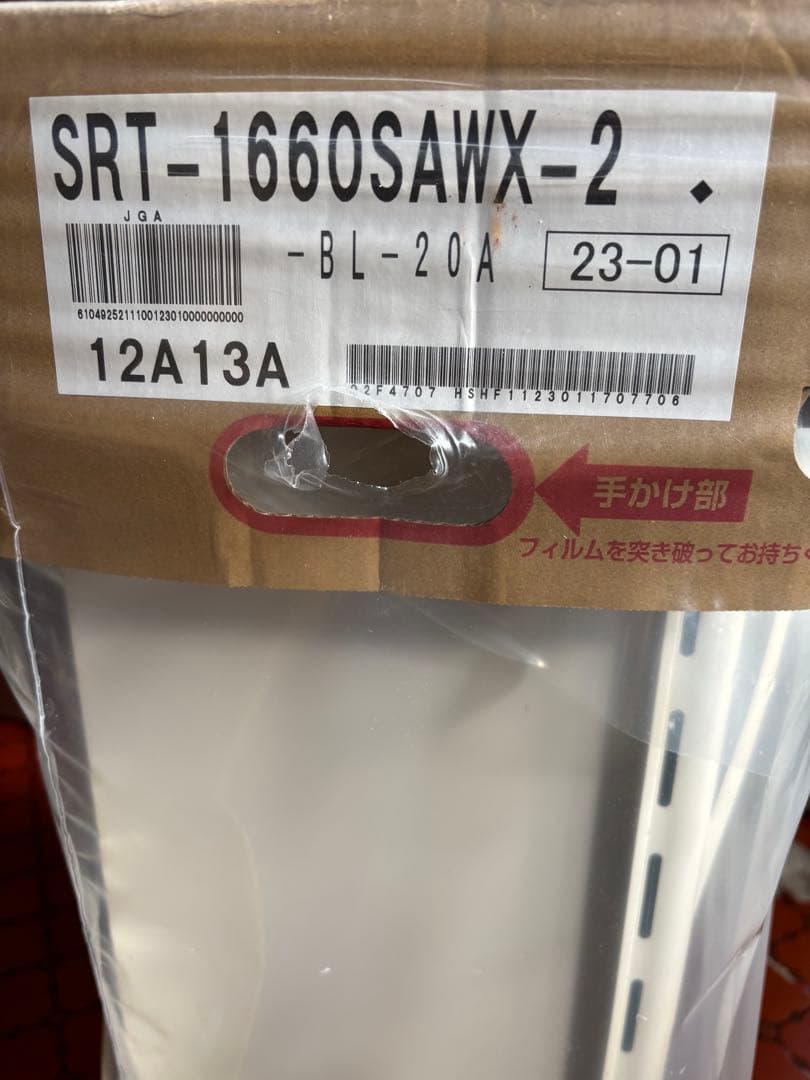 SRT-1660SAWX-2 ◆
JGA
-BL-20A
23-01
6104925211100123010000000000
12A13A
02F4707 HSHF1123011707706
手かけ部
フィルムを突き破ってお持ちく